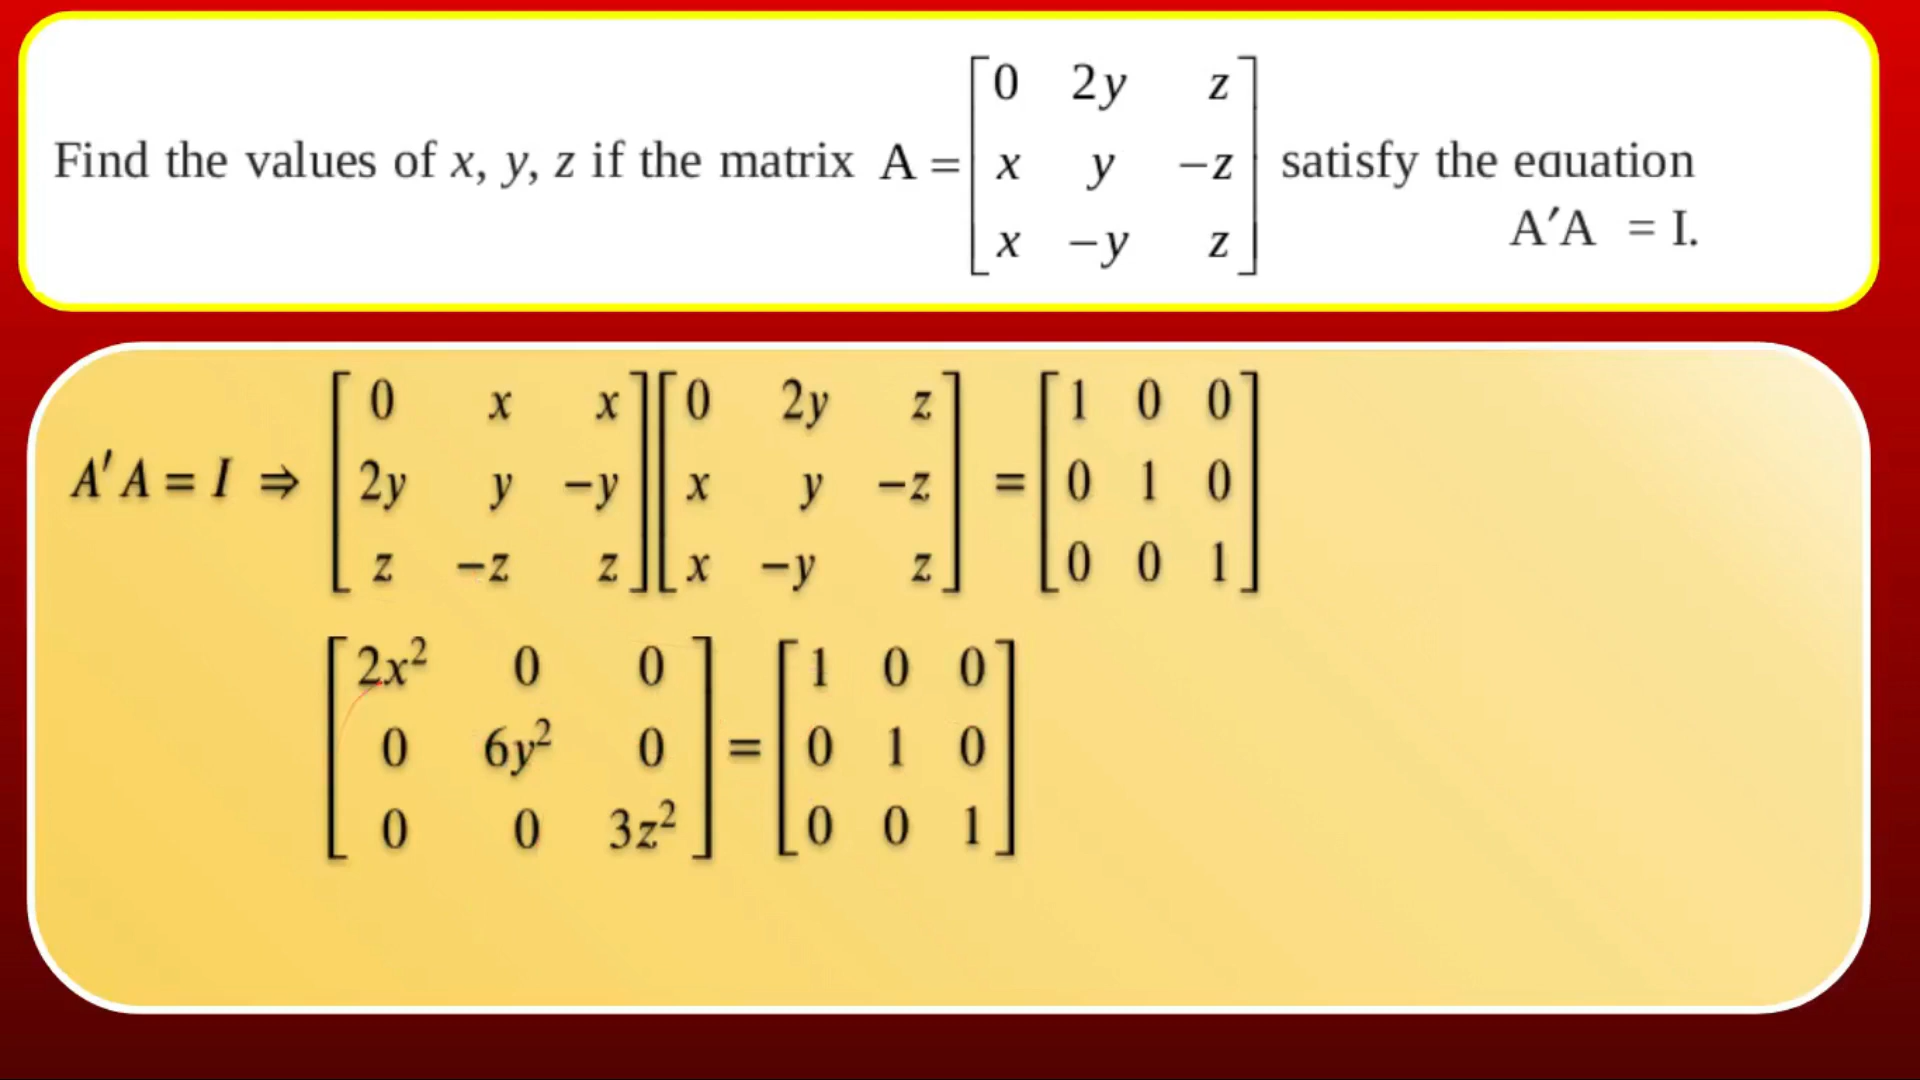 Find the values of x, y, z if the matrix A = [0 2y z; x y −z; x −y z] satisfy the equation
A′A = I.
A′A = I ⇒ [0 x x; 2y y −y; z −z z] [0 2y z; x y −z; x −y z] = [1 0 0; 0 1 0; 0 0 1]
[2x² 0 0; 0 6y² 0; 0 0 3z²] = [1 0 0; 0 1 0; 0 0 1]